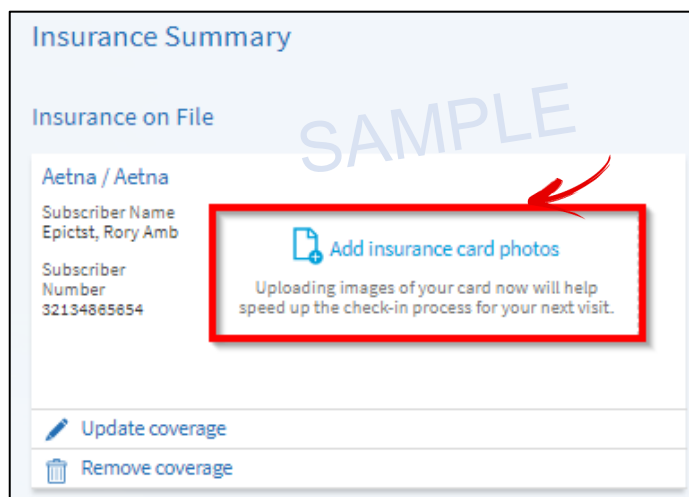 Insurance Summary
Insurance on File
SAMPLE
Aetna / Aetna
Subscriber Name
Epictst, Rory Amb
Subscriber
Number
32134865654
Add insurance card photos
Uploading images of your card now will help
speed up the check-in process for your next visit.
Update coverage
Remove coverage